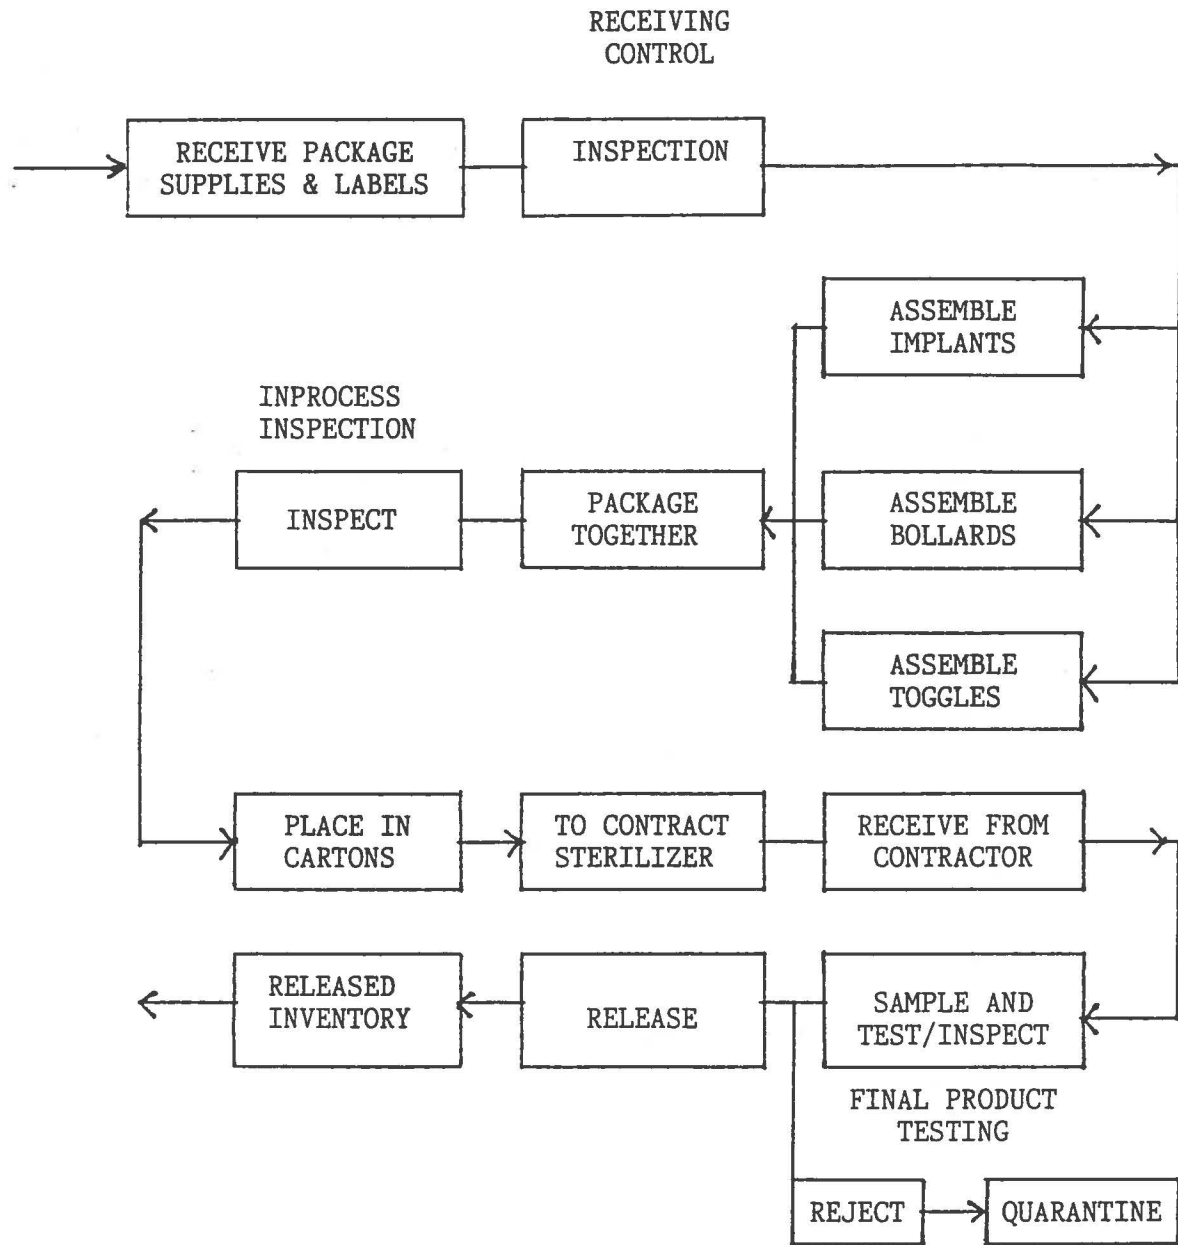 RECEIVING
CONTROL
RECEIVE PACKAGE
SUPPLIES & LABELS
INSPECTION
ASSEMBLE
IMPLANTS
INPROCESS
INSPECTION
INSPECT
PACKAGE
TOGETHER
ASSEMBLE
BOLLARDS
ASSEMBLE
TOGGLES
PLACE IN
CARTONS
TO CONTRACT
STERILIZER
RECEIVE FROM
CONTRACTOR
RELEASED
INVENTORY
RELEASE
SAMPLE AND
TEST/INSPECT
FINAL PRODUCT
TESTING
REJECT
QUARANTINE